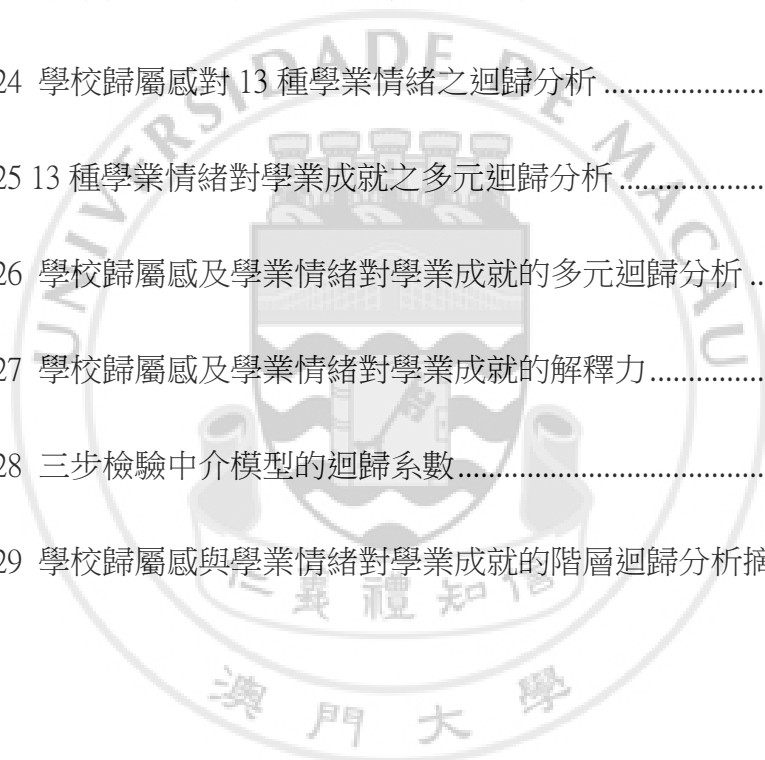 24 學校歸屬感對 13 種學業情緒之迴歸分析....................
25 13 種學業情緒對學業成就之多元迴歸分析..................
26 學校歸屬感及學業情緒對學業成就的多元迴歸分析..
27 學校歸屬感及學業情緒對學業成就的解釋力..............
28 三步檢驗中介模型的迴歸系數......................................
29 學校歸屬感與學業情緒對學業成就的階層迴歸分析摘
UNIVERSIDADE DE MACAU
仁義禮知信
澳門大學